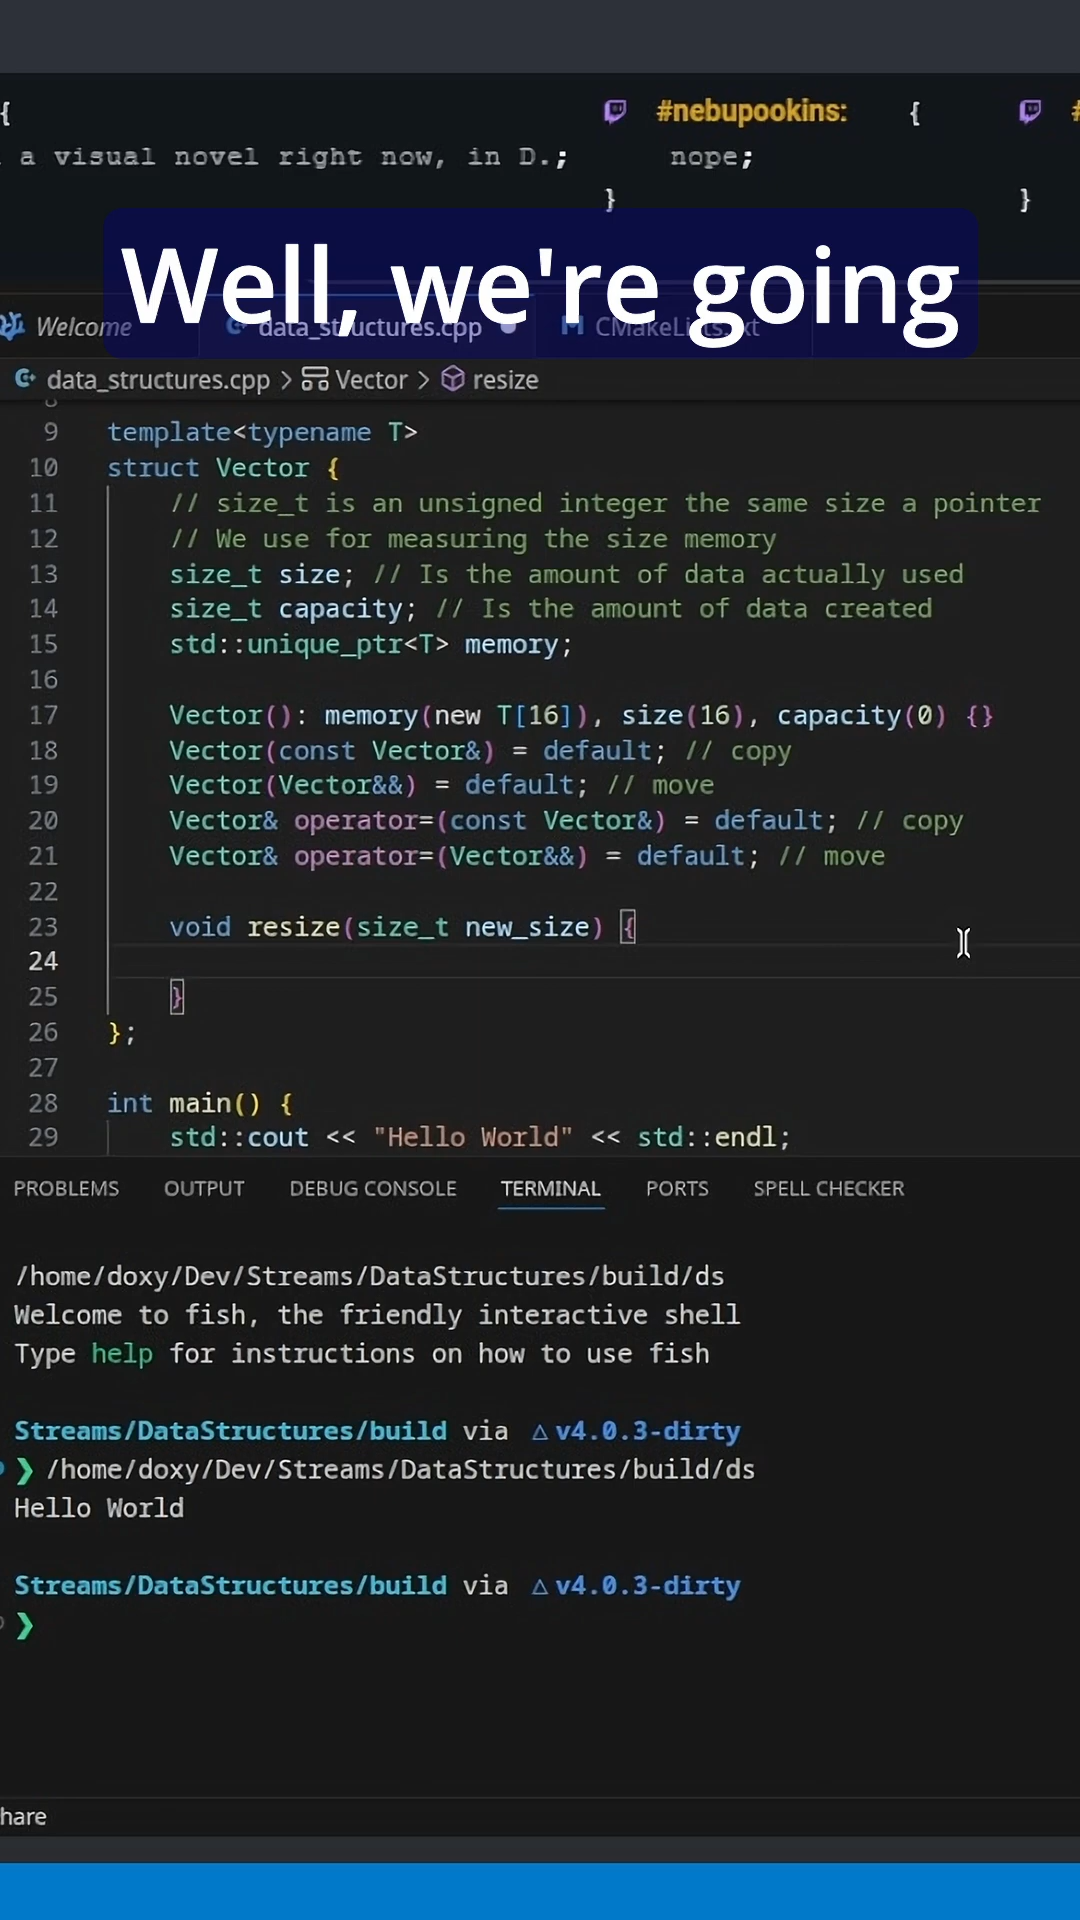 {
#nebupookins: {
a visual novel right now, in D.;
nope;
}
}
Well, we're going
Welcome
data_structures.cpp
CMakeLists.txt
data_structures.cpp > Vector > resize
8
9 template<typename T>
10 struct Vector {
11 // size_t is an unsigned integer the same size a pointer
12 // We use for measuring the size memory
13 size_t size; // Is the amount of data actually used
14 size_t capacity; // Is the amount of data created
15 std::unique_ptr<T> memory;
16
17 Vector(): memory(new T[16]), size(16), capacity(0) {}
18 Vector(const Vector&) = default; // copy
19 Vector(Vector&&) = default; // move
20 Vector& operator=(const Vector&) = default; // copy
21 Vector& operator=(Vector&&) = default; // move
22
23 void resize(size_t new_size) {
24
25 }
26 };
27
28 int main() {
29 std::cout << "Hello World" << std::endl;
PROBLEMS OUTPUT DEBUG CONSOLE TERMINAL PORTS SPELL CHECKER
/home/doxy/Dev/Streams/DataStructures/build/ds
Welcome to fish, the friendly interactive shell
Type help for instructions on how to use fish
Streams/DataStructures/build via △ v4.0.3-dirty
❯ /home/doxy/Dev/Streams/DataStructures/build/ds
Hello World
Streams/DataStructures/build via △ v4.0.3-dirty
❯
hare